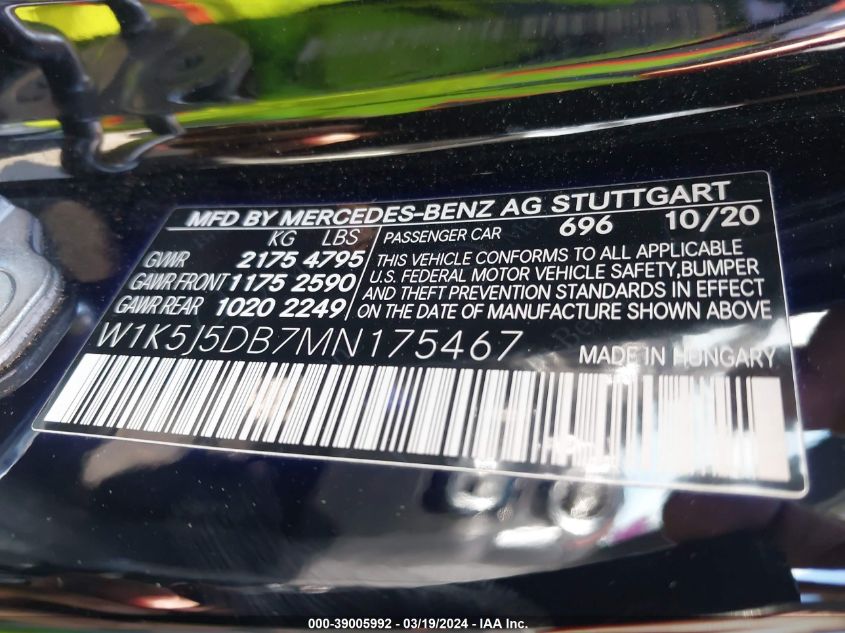 MFD BY MERCEDES-BENZ AG STUTTGART
KG LBS
GVWR 2175 4795
GAWR FRONT 1175 2590
GAWR REAR 1020 2249
PASSENGER CAR 696 10/20
THIS VEHICLE CONFORMS TO ALL APPLICABLE
U.S. FEDERAL MOTOR VEHICLE SAFETY,BUMPER
AND THEFT PREVENTION STANDARDS IN EFFECT
ON THE DATE OF MANUFACTURE SHOWN ABOVE
W1K5J5DB7MN175467
MADE IN HUNGARY
000-39005992 - 03/19/2024 - IAA Inc.